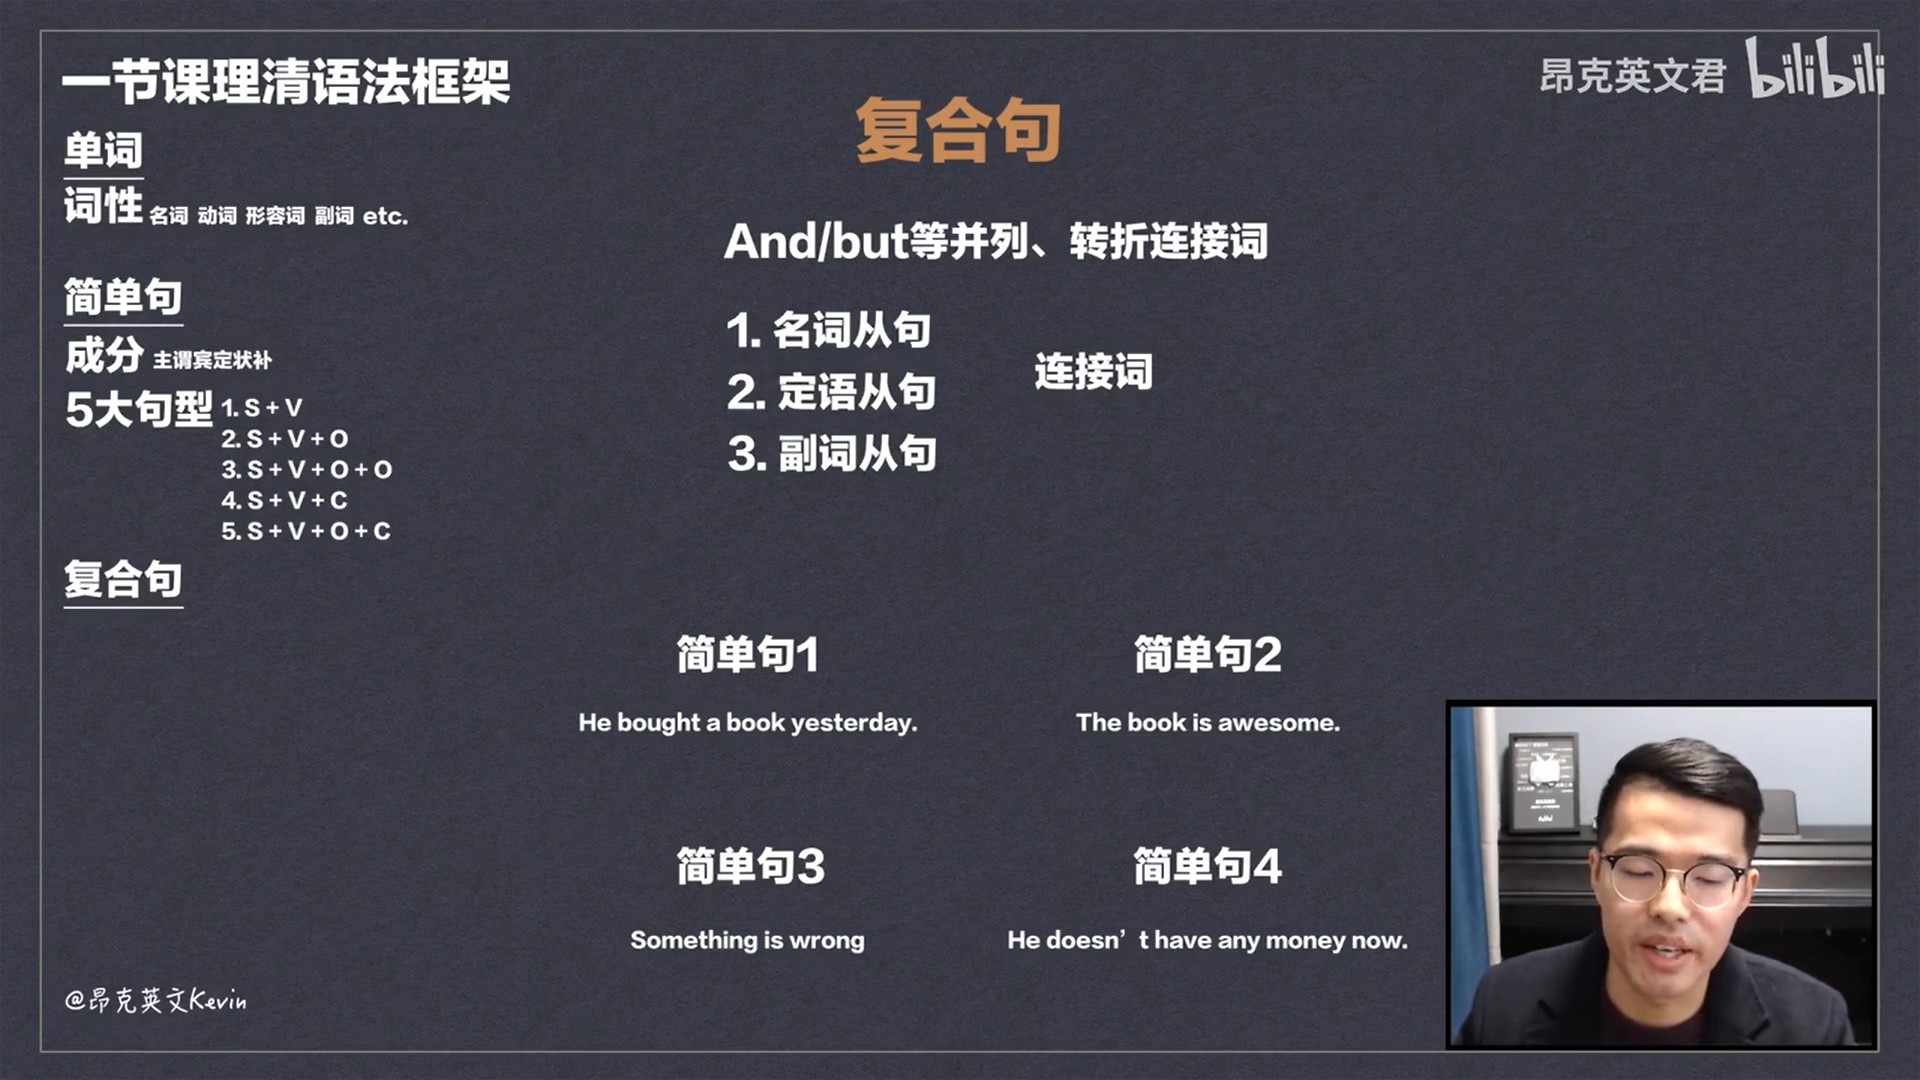 一节课理清语法框架
昂克英文君 bilibili
单词
词性 名词 动词 形容词 副词 etc.
简单句
成分 主谓宾定状补
5大句型 1. S + V
2. S + V + O
3. S + V + O + O
4. S + V + C
5. S + V + O + C
复合句
复合句
And/but等并列、转折连接词
1. 名词从句
2. 定语从句
3. 副词从句
连接词
简单句1
He bought a book yesterday.
简单句2
The book is awesome.
简单句3
Something is wrong
简单句4
He doesn’t have any money now.
@昂克英文Kevin